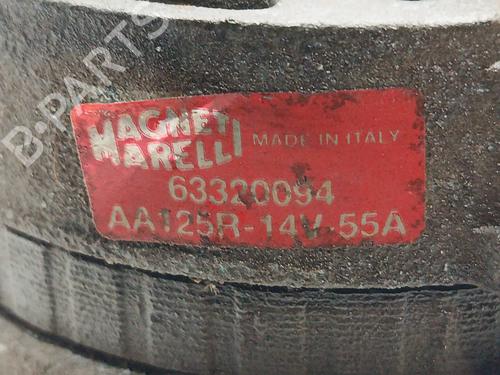 B-PARTS
MAGNETI
MARELLI
MADE IN ITALY
63320094
AA125R-14V-55A